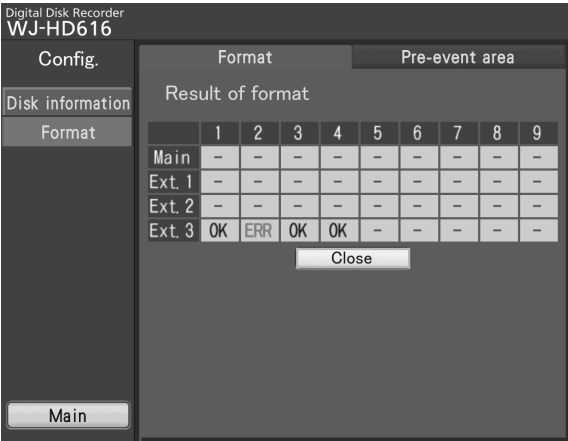 Digital Disk Recorder
WJ-HD616
Config.
Format
Pre-event area
Disk information
Format
Result of format
1 2 3 4 5 6 7 8 9
Main – – – – – – – – –
Ext. 1 – – – – – – – – –
Ext. 2 – – – – – – – – –
Ext. 3 OK ERR OK OK – – – – –
Close
Main